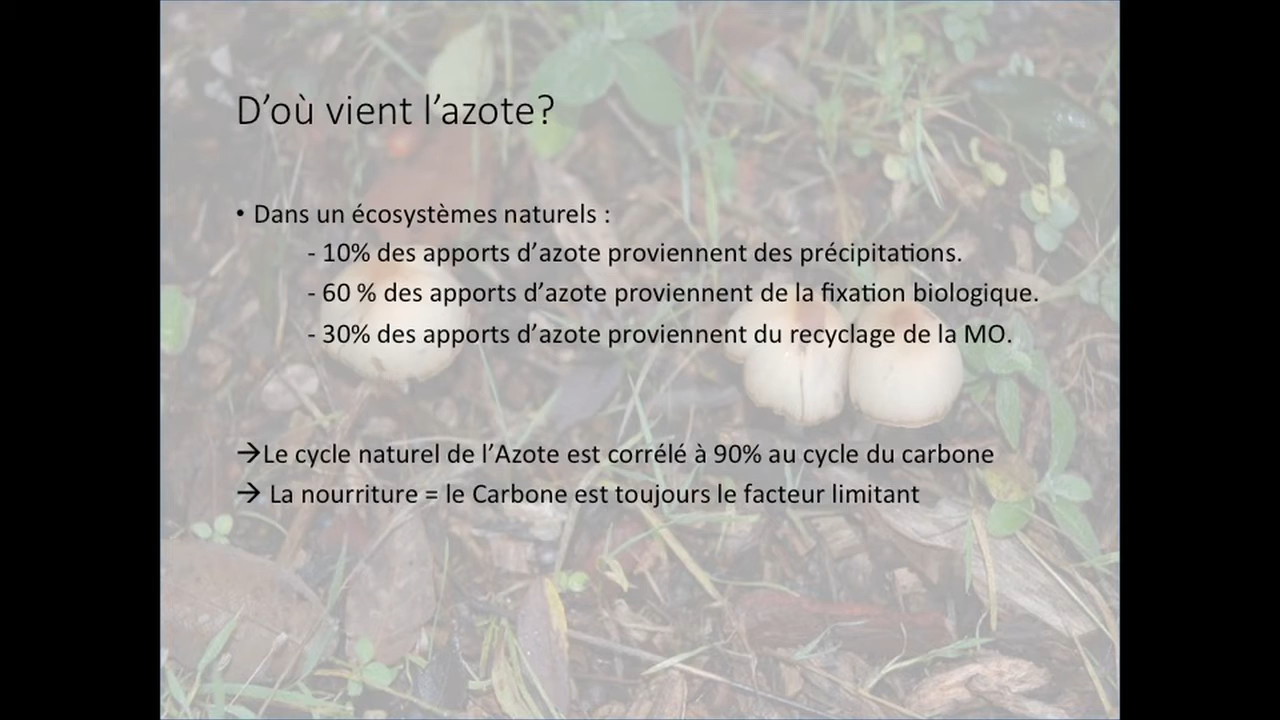 D'où vient l'azote?
• Dans un écosystèmes naturels :
- 10% des apports d'azote proviennent des précipitations.
- 60 % des apports d'azote proviennent de la fixation biologique.
- 30% des apports d'azote proviennent du recyclage de la MO.
→Le cycle naturel de l'Azote est corrélé à 90% au cycle du carbone
→ La nourriture = le Carbone est toujours le facteur limitant